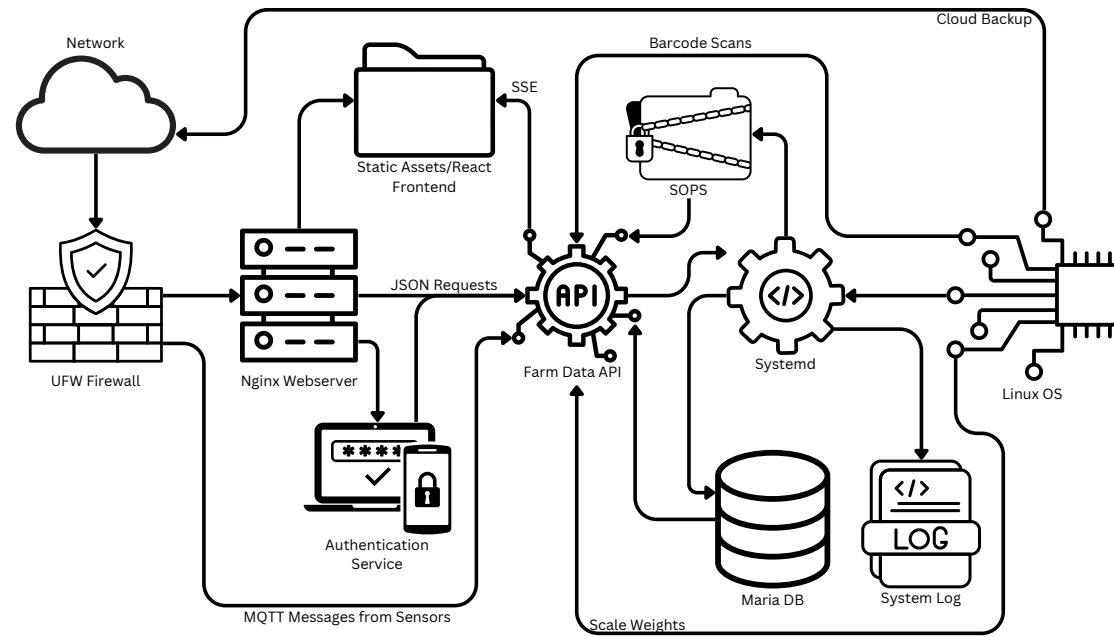 Cloud Backup
Network
Barcode Scans
SSE
Static Assets/React
Frontend
SOPS
JSON Requests
API
</>
UFW Firewall
Nginx Webserver
Farm Data API
Systemd
Linux OS
****
</>
LOG
Authentication
Service
Maria DB
System Log
MQTT Messages from Sensors
Scale Weights